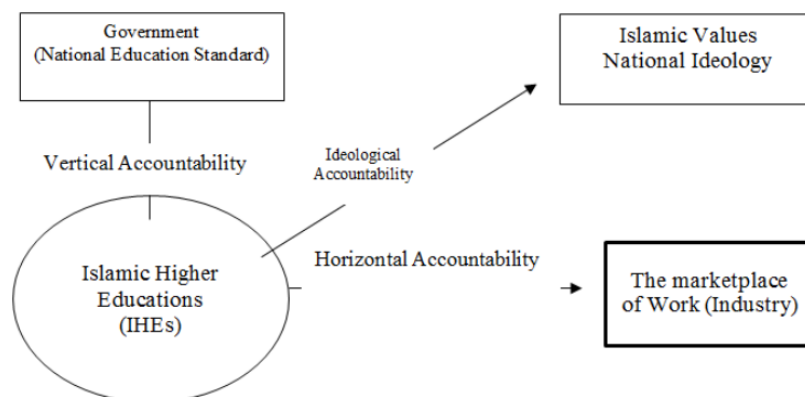 Government
(National Education Standard)
Islamic Values
National Ideology
Vertical Accountability
Ideological
Accountability
Horizontal Accountability
Islamic Higher
Educations
(IHEs)
The marketplace
of Work (Industry)